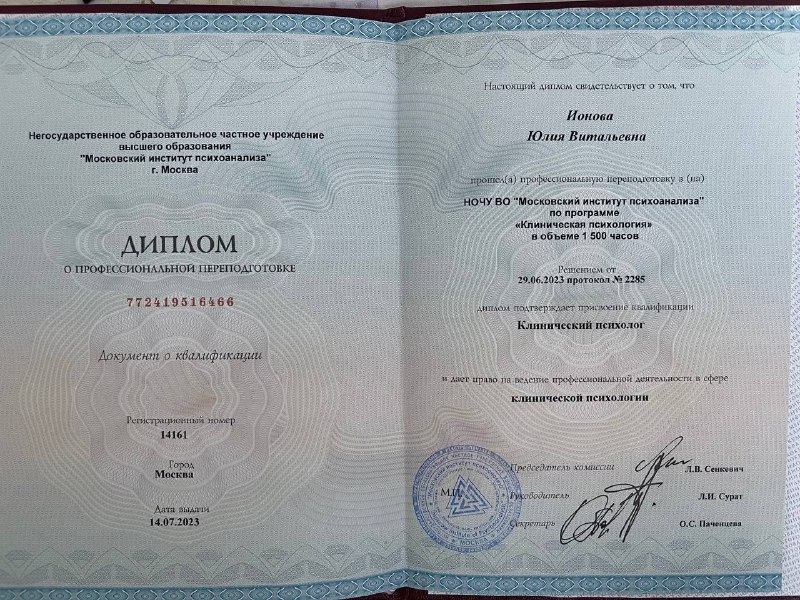 Негосударственное образовательное частное учреждение
высшего образования
"Московский институт психоанализа"
г. Москва
ДИПЛОМ
О ПРОФЕССИОНАЛЬНОЙ ПЕРЕПОДГОТОВКЕ
772419516466
Документ о квалификации
Регистрационный номер
14161
Город
Москва
Дата выдачи
14.07.2023
Настоящий диплом свидетельствует о том, что
Ионова
Юлия Витальевна
прошел(а) профессиональную переподготовку в (на)
НОЧУ ВО "Московский институт психоанализа"
по программе
«Клиническая психология»
в объеме 1 500 часов
Решением от
29.06.2023 протокол № 2285
диплом подтверждает присвоение квалификации
Клинический психолог
и дает право на ведение профессиональной деятельности в сфере
клинической психологии
Председатель комиссии Л.В. Сенкевич
М.П. Руководитель Л.И. Сурат
Секретарь О.С. Паченцева